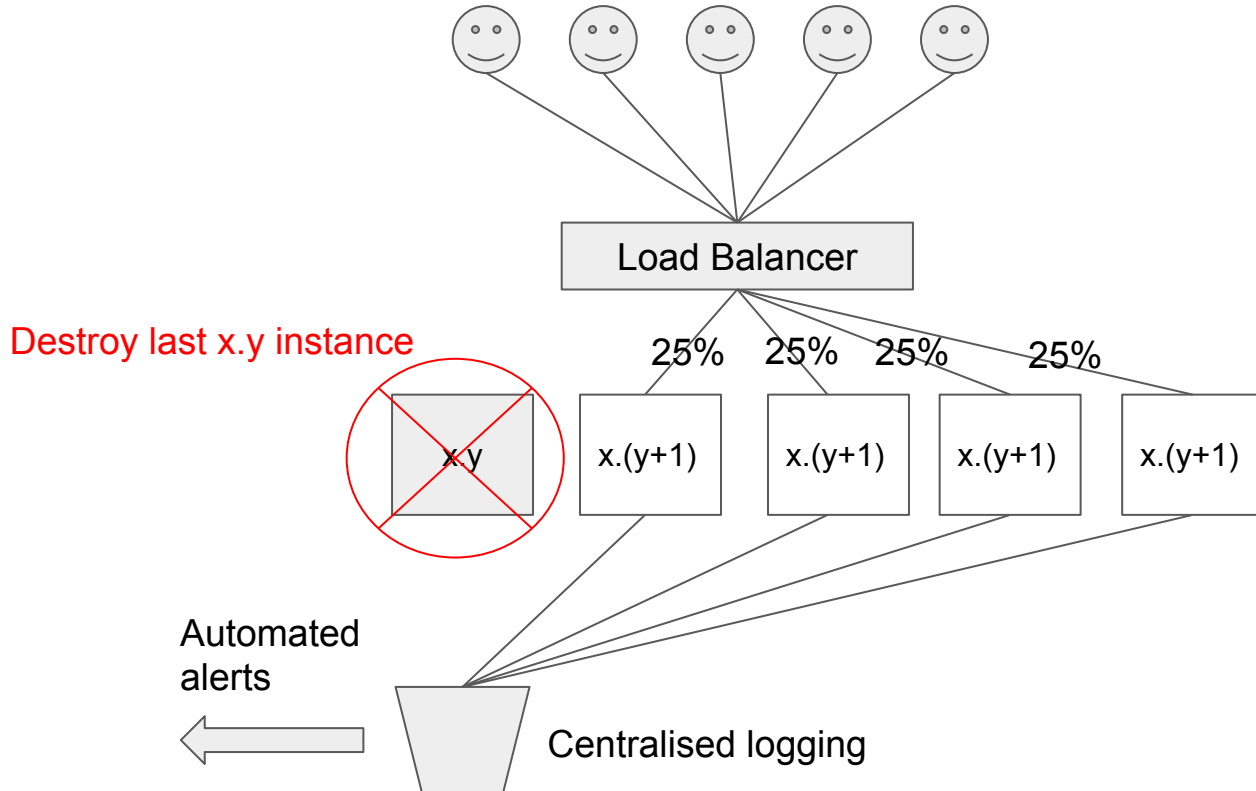 Load Balancer
Destroy last x.y instance
25%
25%
25%
25%
x.y
x.(y+1)
x.(y+1)
x.(y+1)
x.(y+1)
Automated
alerts
Centralised logging